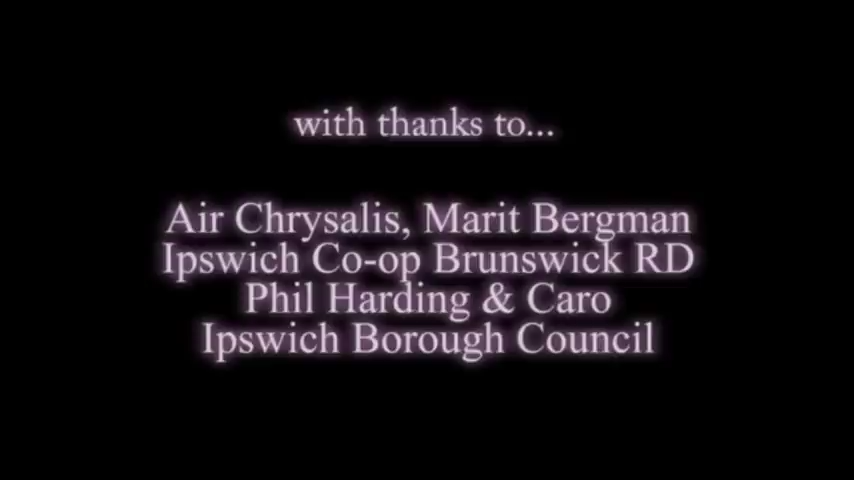 with thanks to...
Air Chrysalis, Marit Bergman
Ipswich Co-op Brunswick RD
Phil Harding & Caro
Ipswich Borough Council